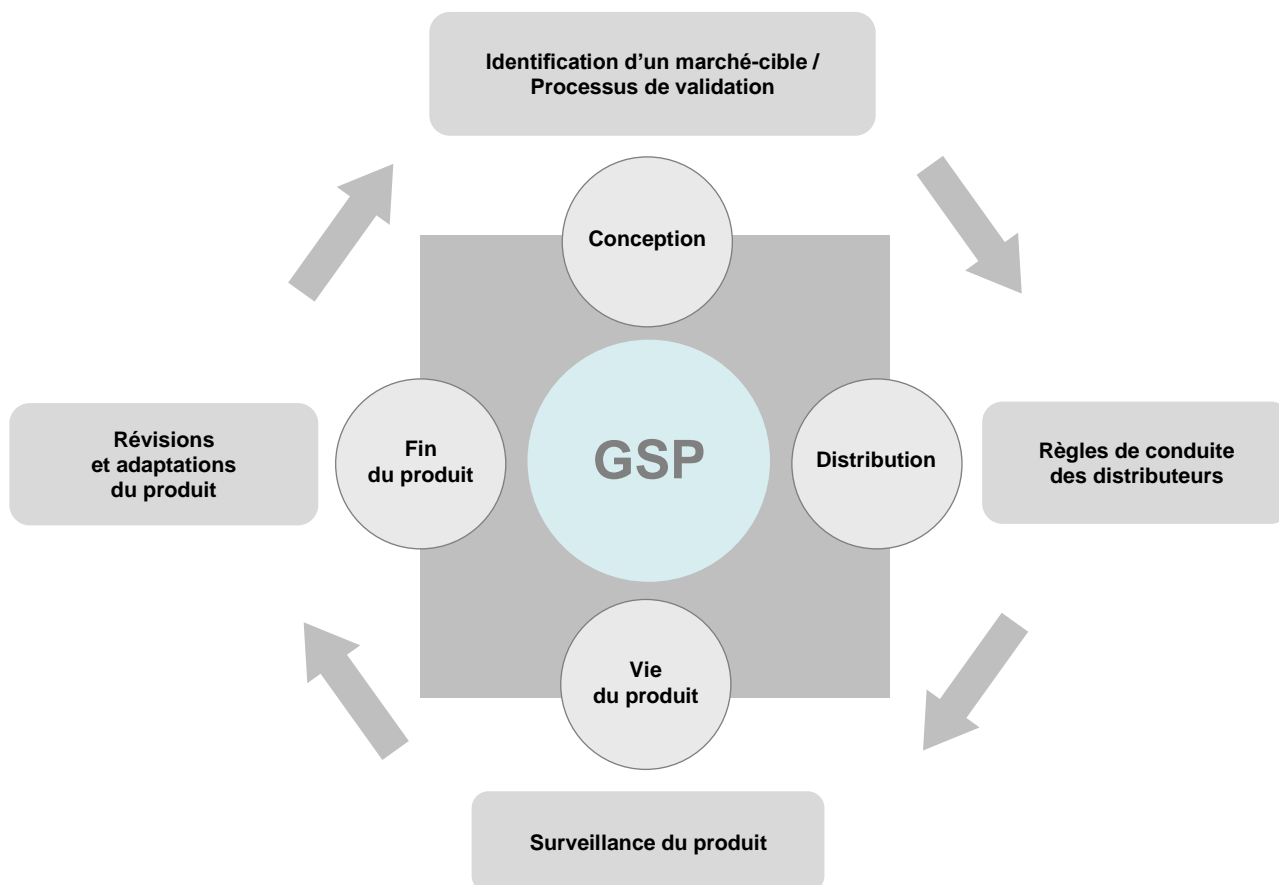 Identification d’un marché-cible /
Processus de validation
Conception
Révisions
et adaptations
du produit
Fin
du produit
GSP
Distribution
Règles de conduite
des distributeurs
Vie
du produit
Surveillance du produit